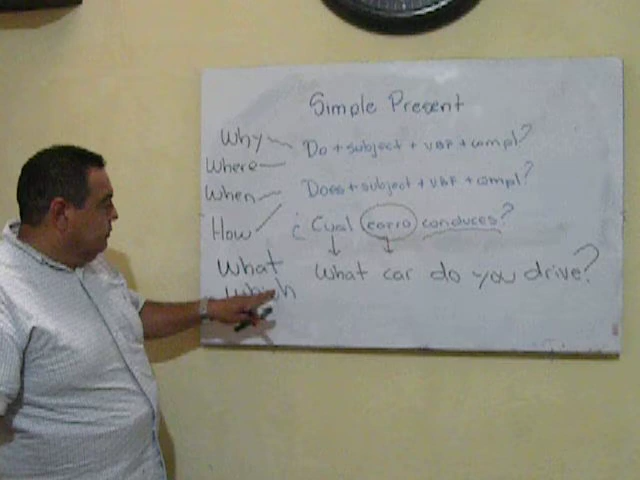 Simple Present
Why Do + subject + VBF + compl?
Where
When Does + subject + VBF + compl?
How ¿Cual carro conduces?
What What car do you drive?
Which